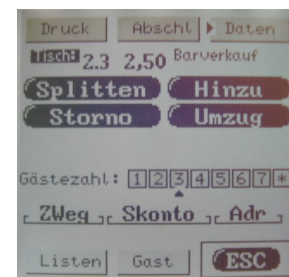 Druck Abschl Daten
Tisch: 2.3 2,50 Barverkauf
Splitten Hinzu
Storno Umzug
Gästezahl: 1 2 3 4 5 6 7 *
ZWeg Skonto Adr
Listen Gast ESC